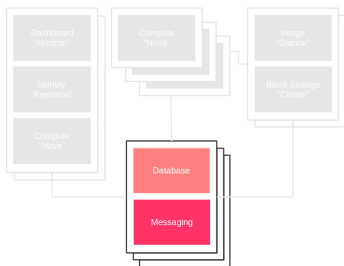 Dashboard
"Horizon"
Identity
"Keystone"
Compute
"Nova"
Compute
"Nova"
Image
"Glance"
Block Storage
"Cinder"
Database
Messaging